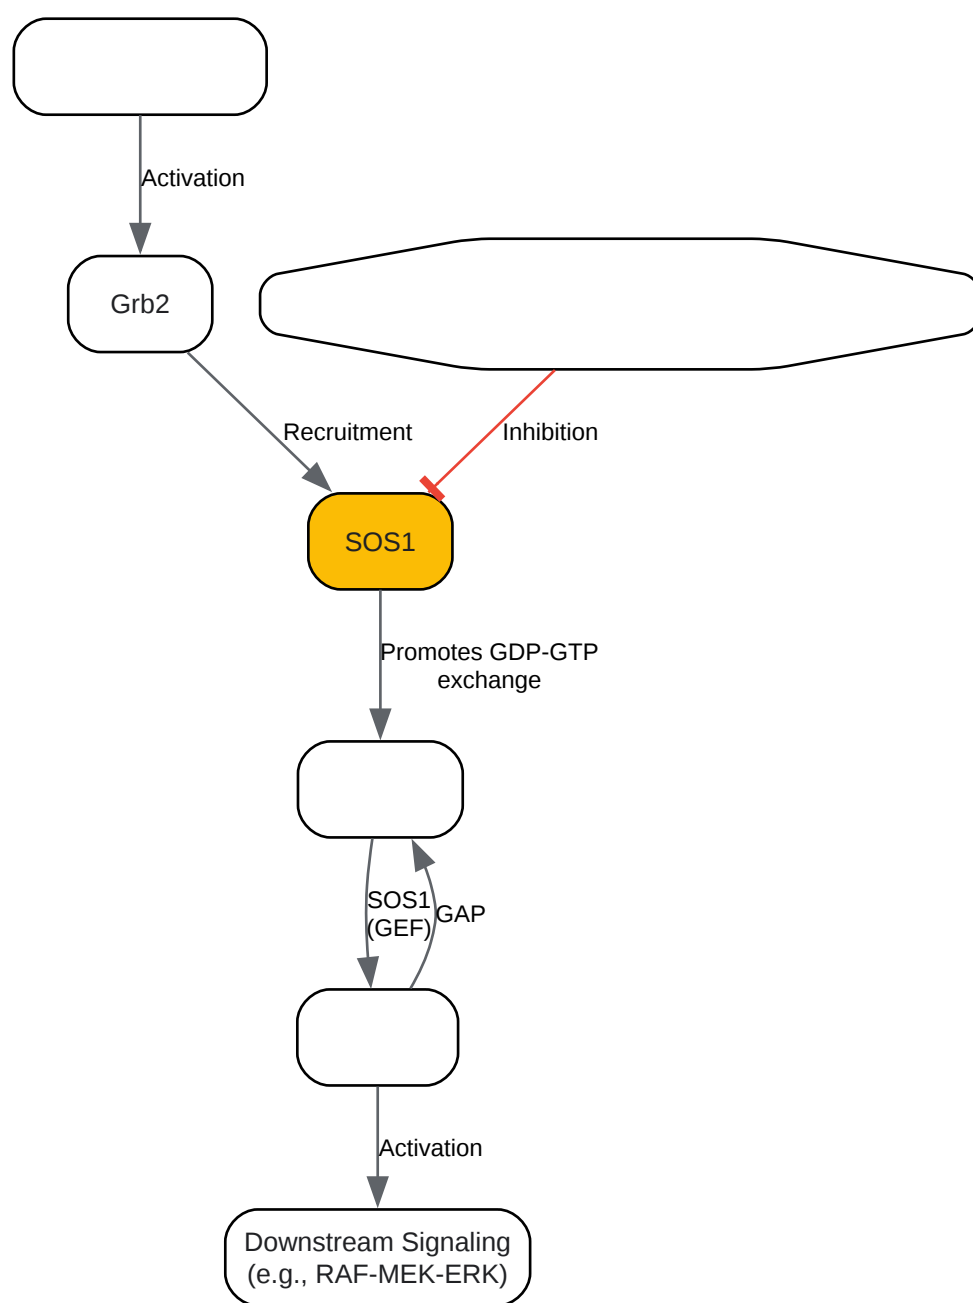 Activation
Grb2
Recruitment
Inhibition
SOS1
Promotes GDP-GTP
exchange
SOS1
(GEF)
GAP
Activation
Downstream Signaling
(e.g., RAF-MEK-ERK)